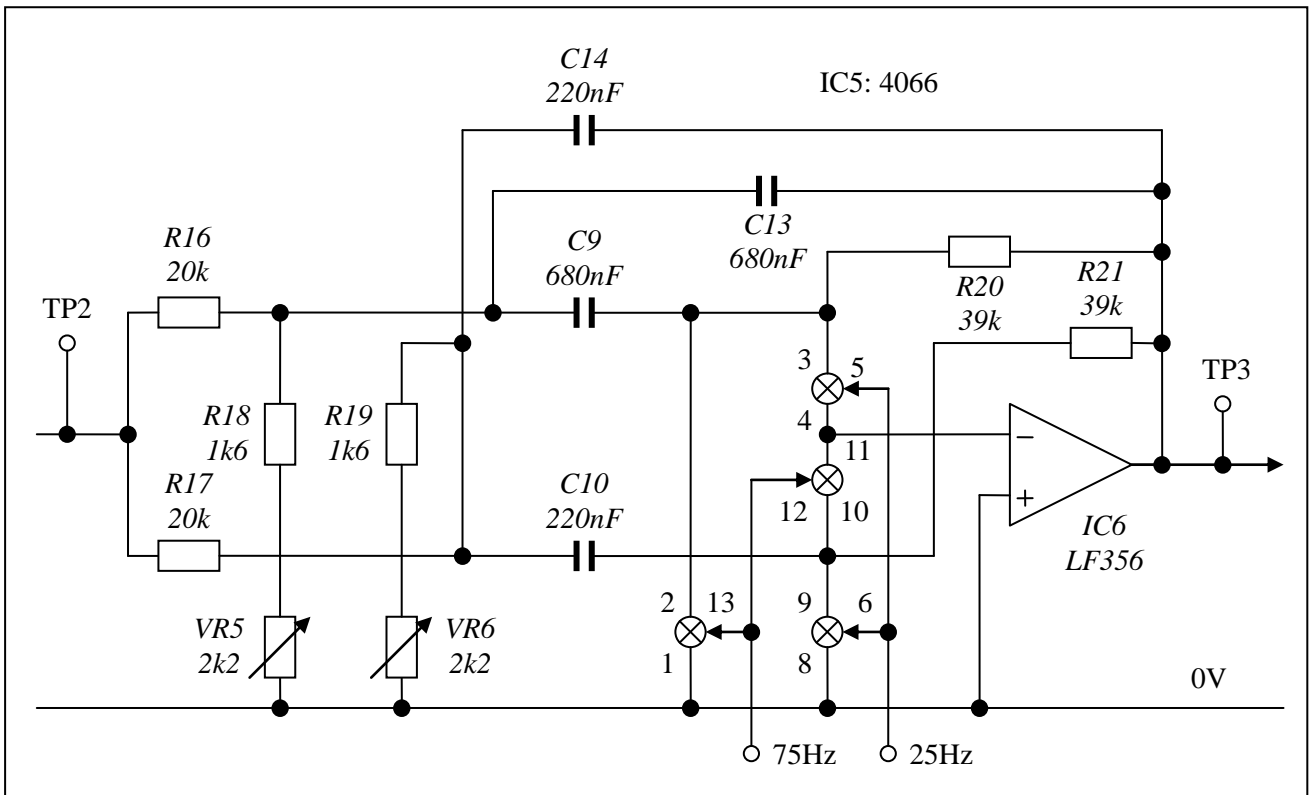 C14
220nF
IC5: 4066
C13
680nF
R16
20k
C9
680nF
R20
39k
R21
39k
TP2
3
5
TP3
R18
1k6
R19
1k6
4
11
−
R17
20k
C10
220nF
12
10
+
IC6
LF356
2
13
9
6
VR5
2k2
VR6
2k2
1
8
0V
75Hz
25Hz